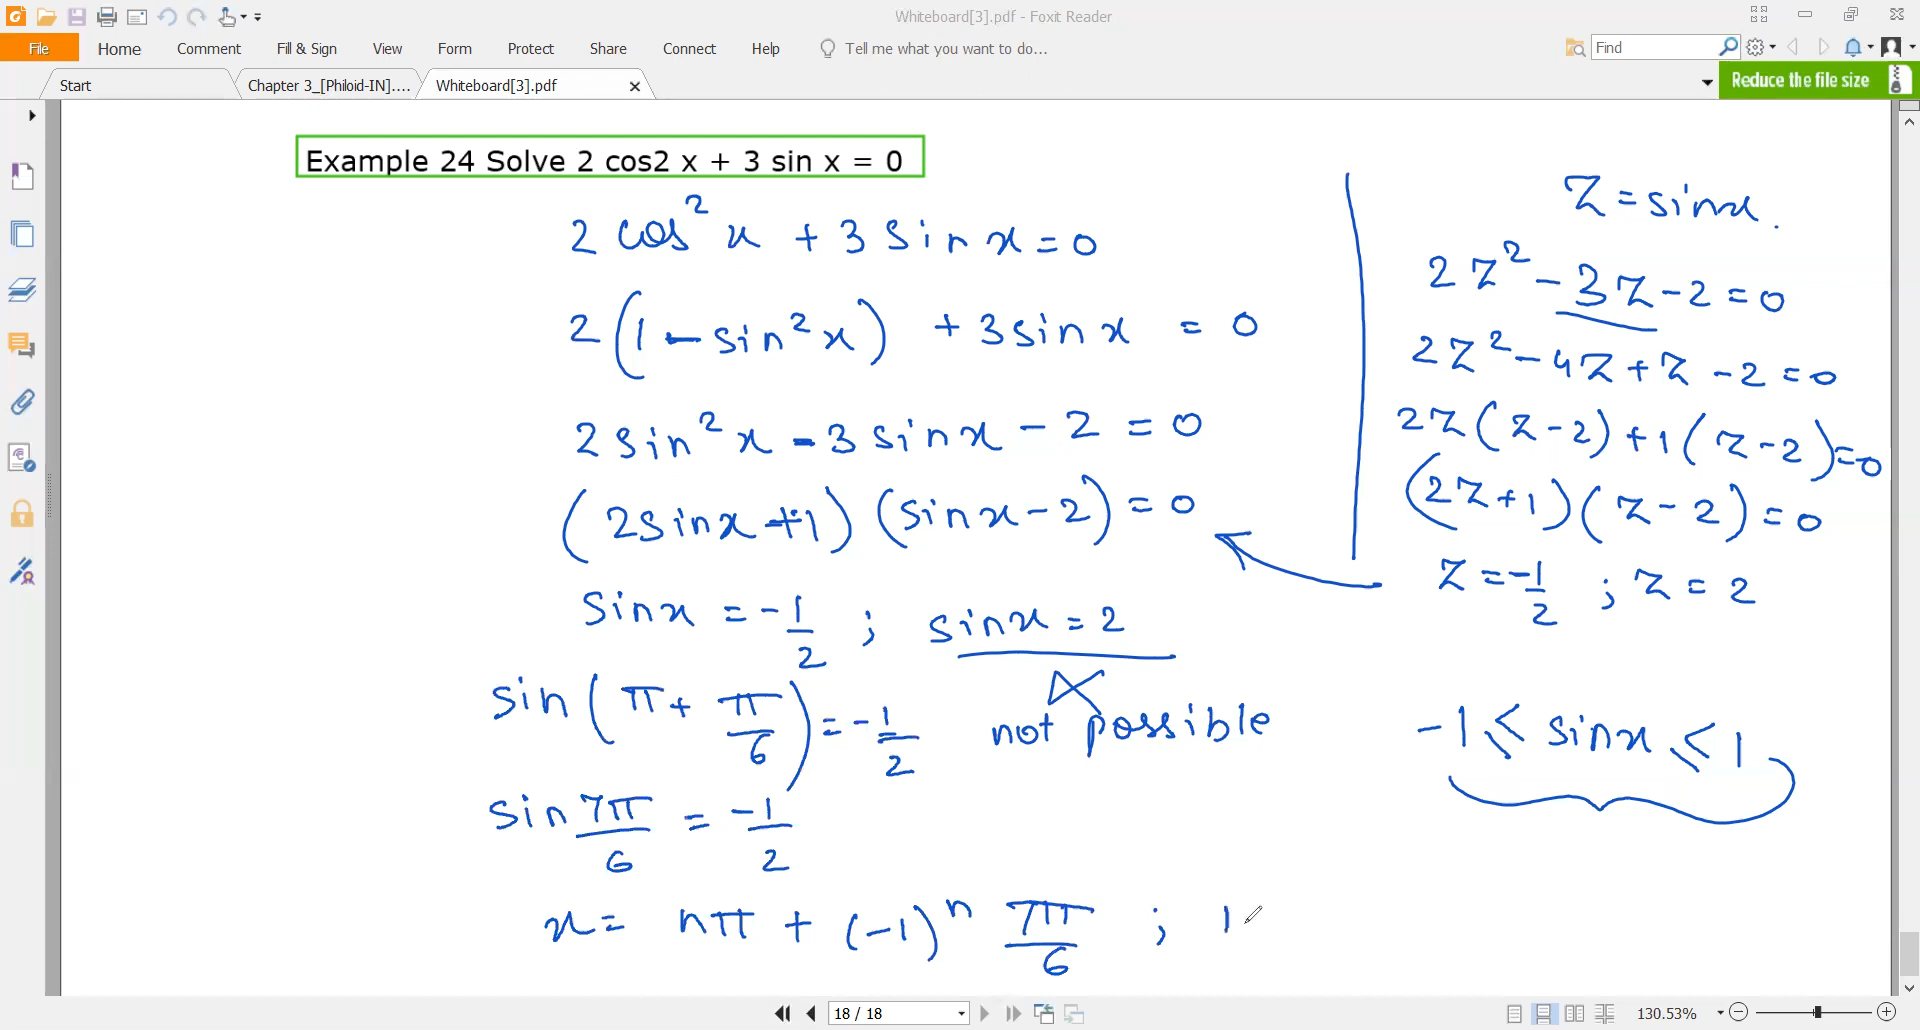 Whiteboard[3].pdf - Foxit Reader
File Home Comment Fill & Sign View Form Protect Share Connect Help Tell me what you want to do... Find
Start Chapter 3_[Philoid-IN].... Whiteboard[3].pdf Reduce the file size
Example 24 Solve 2 cos2 x + 3 sin x = 0
2 cos² x + 3 sin x = 0
2 (1 - sin² x) + 3 sin x = 0
2 sin² x - 3 sin x - 2 = 0
(2 sin x + 1) (sin x - 2) = 0
sin x = -1/2 ; sin x = 2
sin (π + π/6) = -1/2 not possible
sin 7π/6 = -1/2
x = nπ + (-1)ⁿ 7π/6 ;
Z = sin x.
2Z² - 3Z - 2 = 0
2Z² - 4Z + Z - 2 = 0
2Z (Z - 2) + 1 (Z - 2) = 0
(2Z + 1) (Z - 2) = 0
Z = -1/2 ; Z = 2
-1 ≤ sin x ≤ 1
18 / 18 130.53%